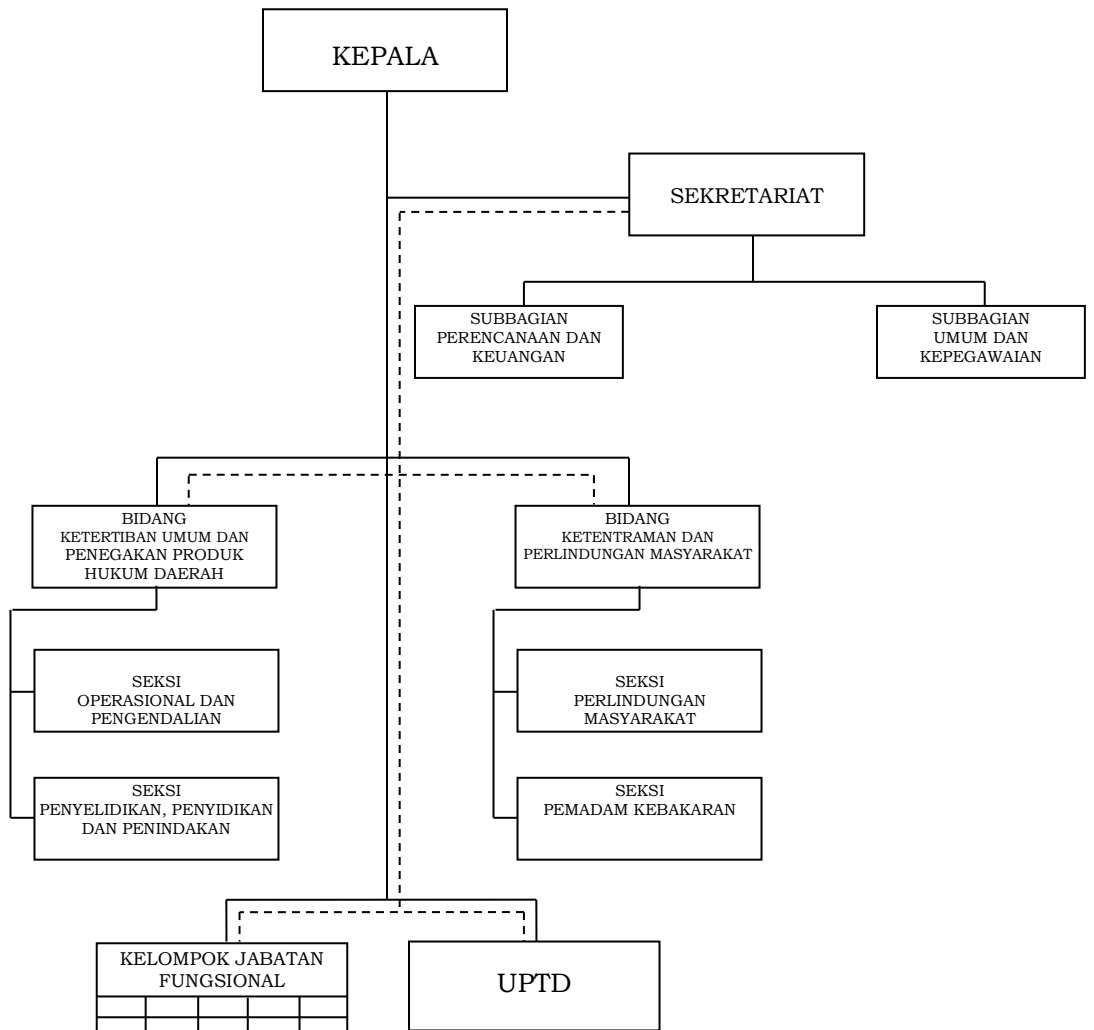 KEPALA
SEKRETARIAT
SUBBAGIAN
PERENCANAAN DAN
KEUANGAN
SUBBAGIAN
UMUM DAN
KEPEGAWAIAN
BIDANG
KETERTIBAN UMUM DAN
PENEGAKAN PRODUK
HUKUM DAERAH
BIDANG
KETENTRAMAN DAN
PERLINDUNGAN MASYARAKAT
SEKSI
OPERASIONAL DAN
PENGENDALIAN
SEKSI
PERLINDUNGAN
MASYARAKAT
SEKSI
PENYELIDIKAN, PENYIDIKAN
DAN PENINDAKAN
SEKSI
PEMADAM KEBAKARAN
KELOMPOK JABATAN
FUNGSIONAL
UPTD